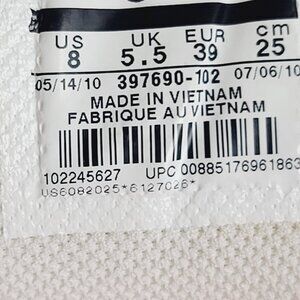 US UK EUR cm
8 5.5 39 25
05/14/10 397690-102 07/06/10
MADE IN VIETNAM
FABRIQUE AU VIETNAM
102245627 UPC 00885176961863
US6082025*6127026*